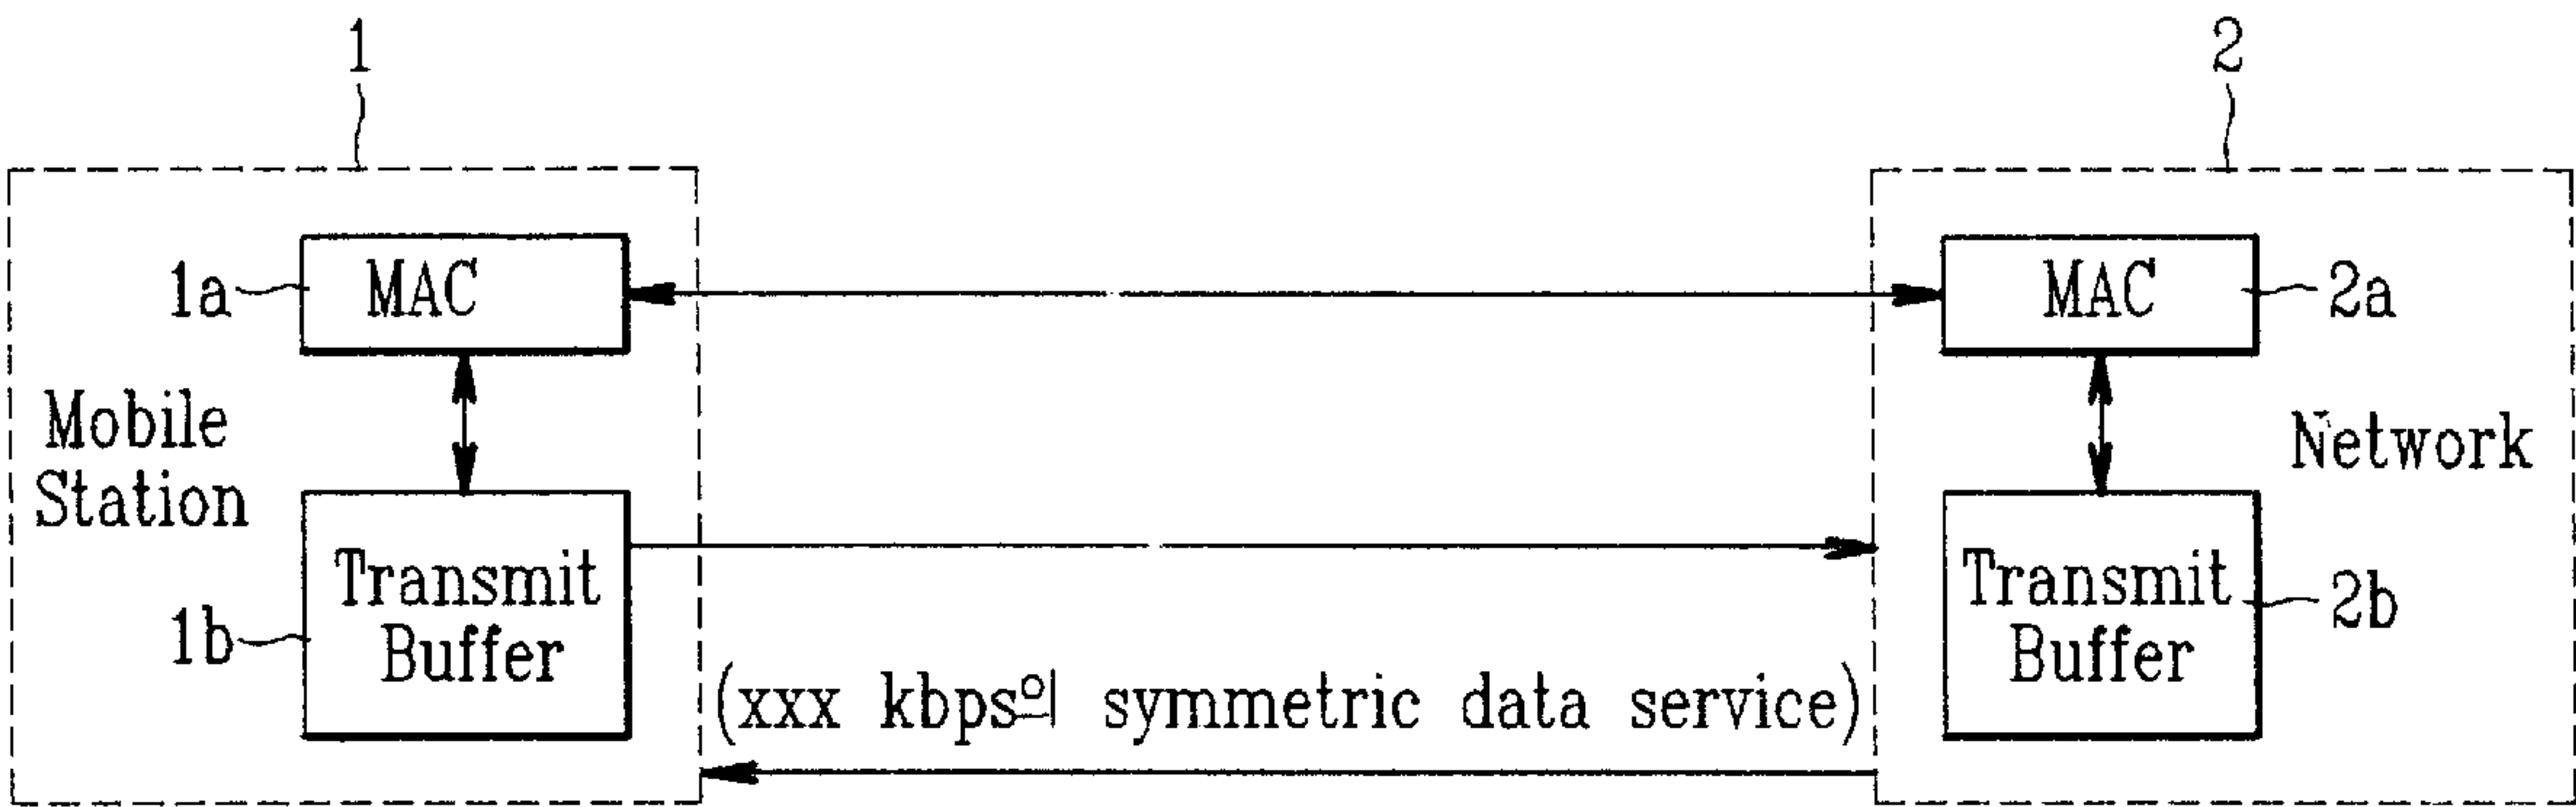 1
2
1a
MAC
MAC
2a
Mobile
Station
Network
1b
Transmit
Buffer
Transmit
Buffer
2b
(xxx kbps의 symmetric data service)